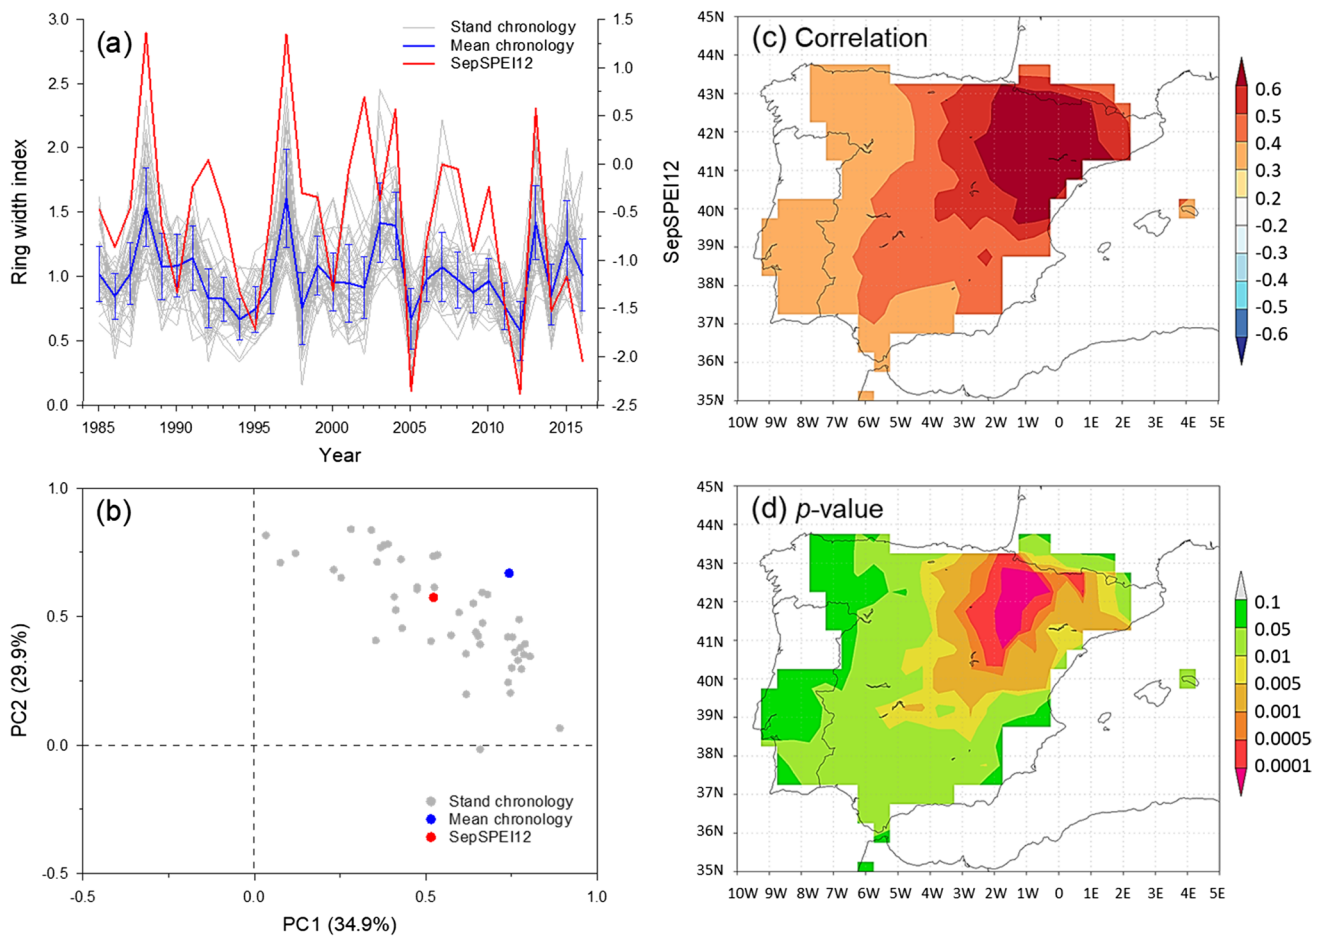 (a)
Stand chronology
Mean chronology
SepSPEI12
3.0
2.5
2.0
1.5
1.0
0.5
0.0
Ring width index
1.5
1.0
0.5
0.0
-0.5
-1.0
-1.5
-2.0
-2.5
SepSPEI12
1985 1990 1995 2000 2005 2010 2015
Year
(c) Correlation
45N
44N
43N
42N
41N
40N
39N
38N
37N
36N
35N
10W 9W 8W 7W 6W 5W 4W 3W 2W 1W 0 1E 2E 3E 4E 5E
0.6
0.5
0.4
0.3
0.2
-0.2
-0.3
-0.4
-0.5
-0.6
(b)
1.0
0.5
0.0
-0.5
PC2 (29.9%)
Stand chronology
Mean chronology
SepSPEI12
-0.5 0.0 0.5 1.0
PC1 (34.9%)
(d) p-value
45N
44N
43N
42N
41N
40N
39N
38N
37N
36N
35N
10W 9W 8W 7W 6W 5W 4W 3W 2W 1W 0 1E 2E 3E 4E 5E
0.1
0.05
0.01
0.005
0.001
0.0005
0.0001